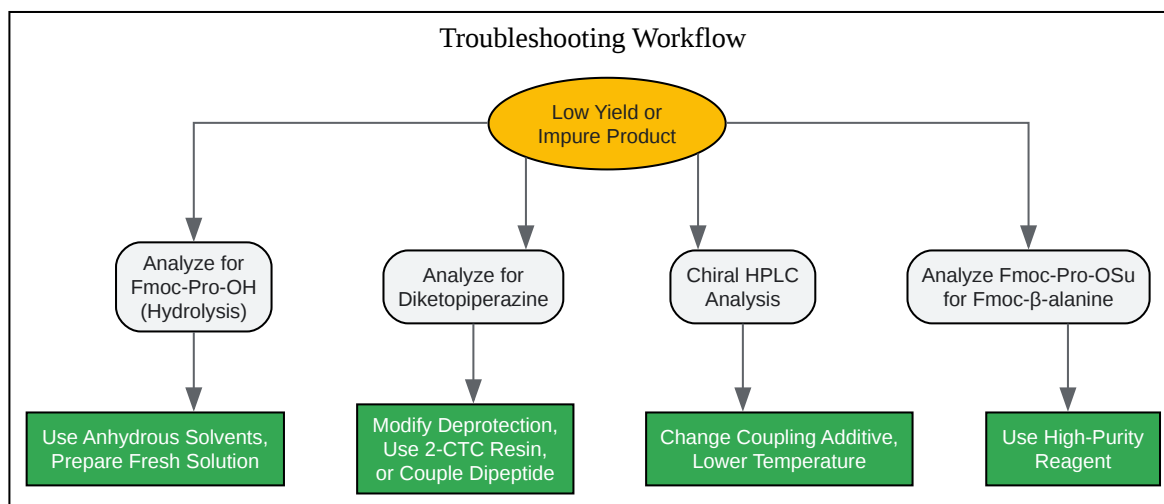 Troubleshooting Workflow
Low Yield or
Impure Product
Analyze for
Fmoc-Pro-OH
(Hydrolysis)
Analyze for
Diketopiperazine
Chiral HPLC
Analysis
Analyze Fmoc-Pro-OSu
for Fmoc-β-alanine
Use Anhydrous Solvents,
Prepare Fresh Solution
Modify Deprotection,
Use 2-CTC Resin,
or Couple Dipeptide
Change Coupling Additive,
Lower Temperature
Use High-Purity
Reagent